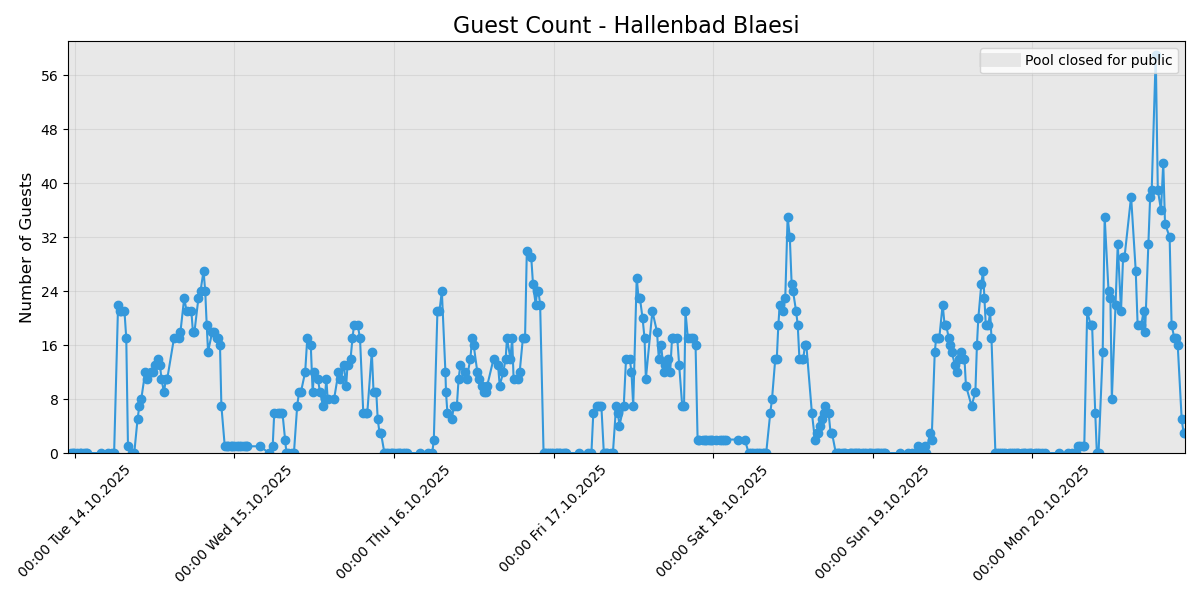 Guest Count - Hallenbad Blaesi
Pool closed for public
Number of Guests
56
48
40
32
24
16
8
0
00:00 Tue 14.10.2025
00:00 Wed 15.10.2025
00:00 Thu 16.10.2025
00:00 Fri 17.10.2025
00:00 Sat 18.10.2025
00:00 Sun 19.10.2025
00:00 Mon 20.10.2025